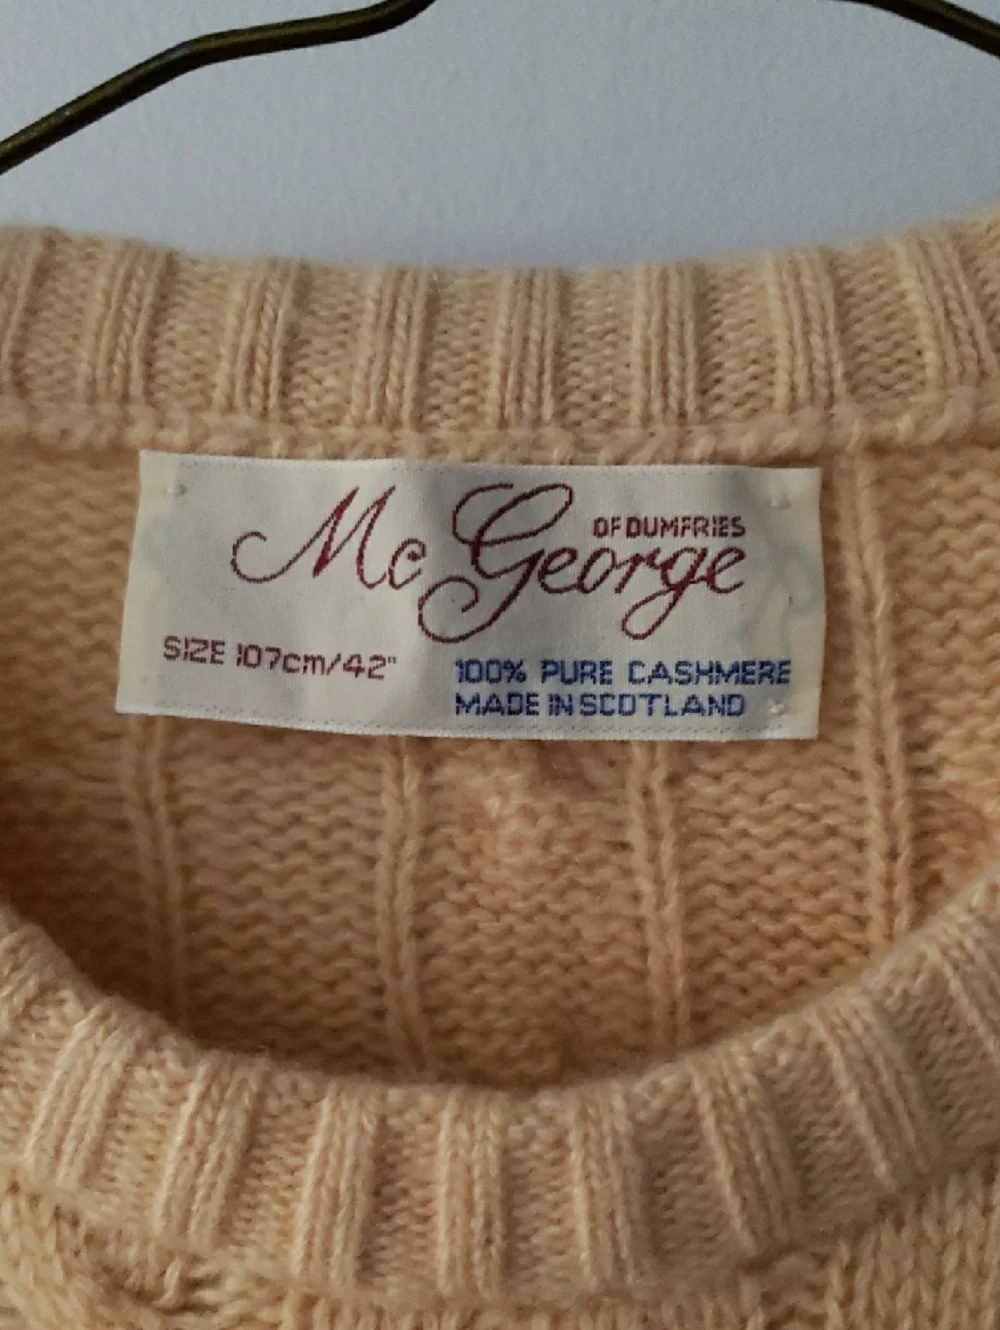 OF DUMFRIES
Mc George
SIZE 107cm/42"
100% PURE CASHMERE
MADE IN SCOTLAND